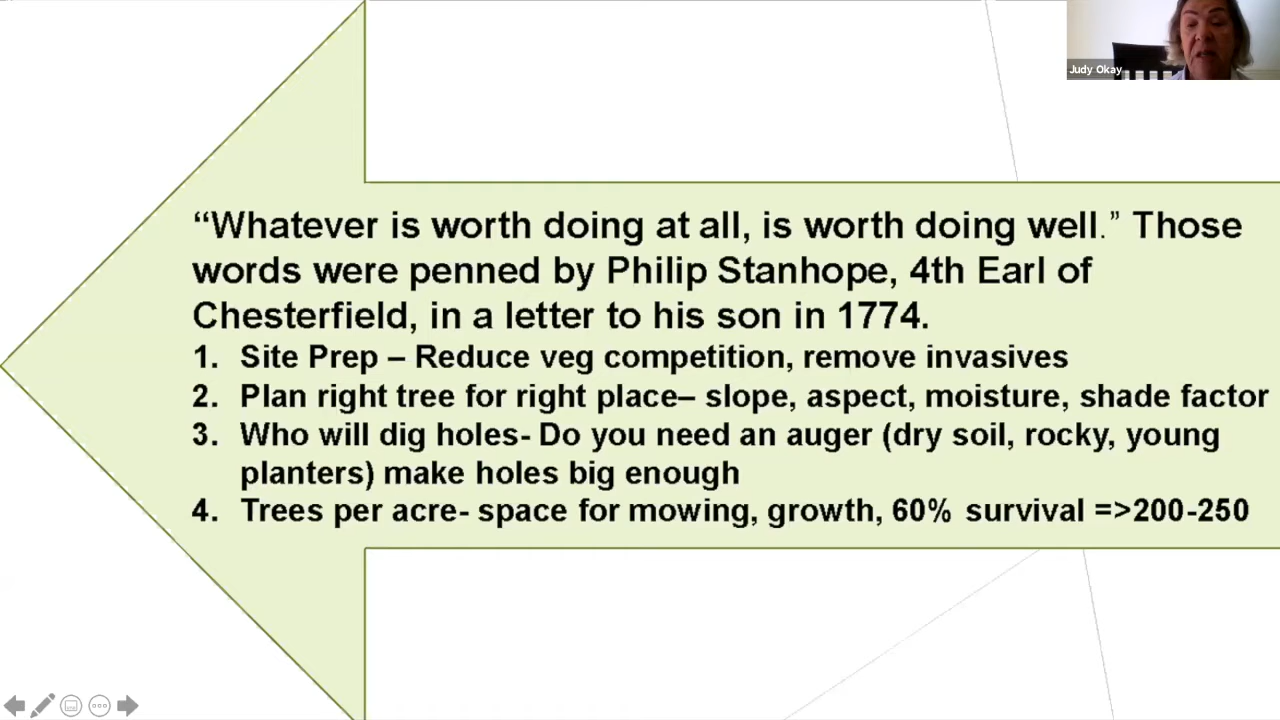 Judy Okay
“Whatever is worth doing at all, is worth doing well.” Those
words were penned by Philip Stanhope, 4th Earl of
Chesterfield, in a letter to his son in 1774.
1. Site Prep – Reduce veg competition, remove invasives
2. Plan right tree for right place– slope, aspect, moisture, shade factor
3. Who will dig holes- Do you need an auger (dry soil, rocky, young
planters) make holes big enough
4. Trees per acre- space for mowing, growth, 60% survival =>200-250